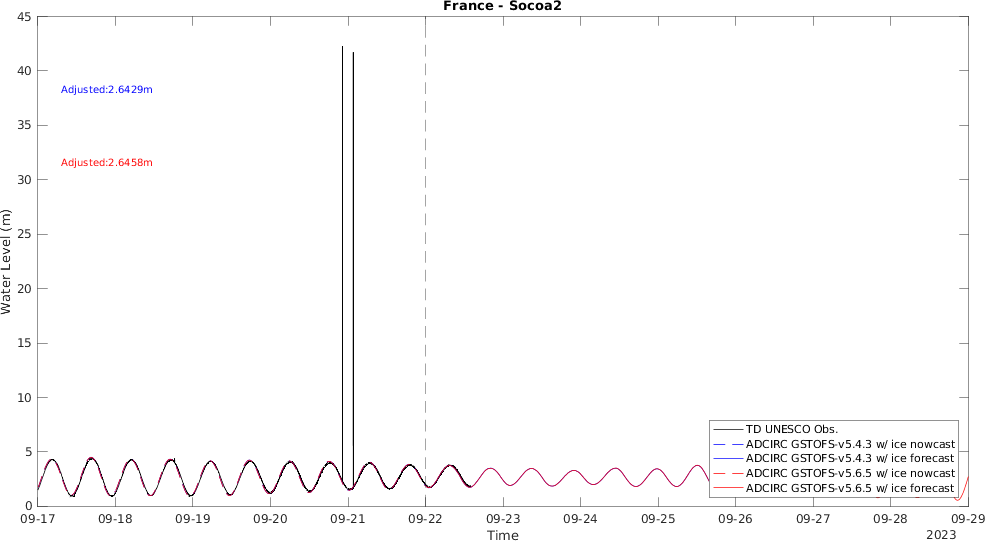 France - Socoa2
45
40
35
30
25
20
15
10
5
0
Water Level (m)
Adjusted:2.6429m
Adjusted:2.6458m
TD UNESCO Obs.
ADCIRC GSTOFS-v5.4.3 w/ ice nowcast
ADCIRC GSTOFS-v5.4.3 w/ ice forecast
ADCIRC GSTOFS-v5.6.5 w/ ice nowcast
ADCIRC GSTOFS-v5.6.5 w/ ice forecast
09-17 09-18 09-19 09-20 09-21 09-22 09-23 09-24 09-25 09-26 09-27 09-28 09-29
Time
2023